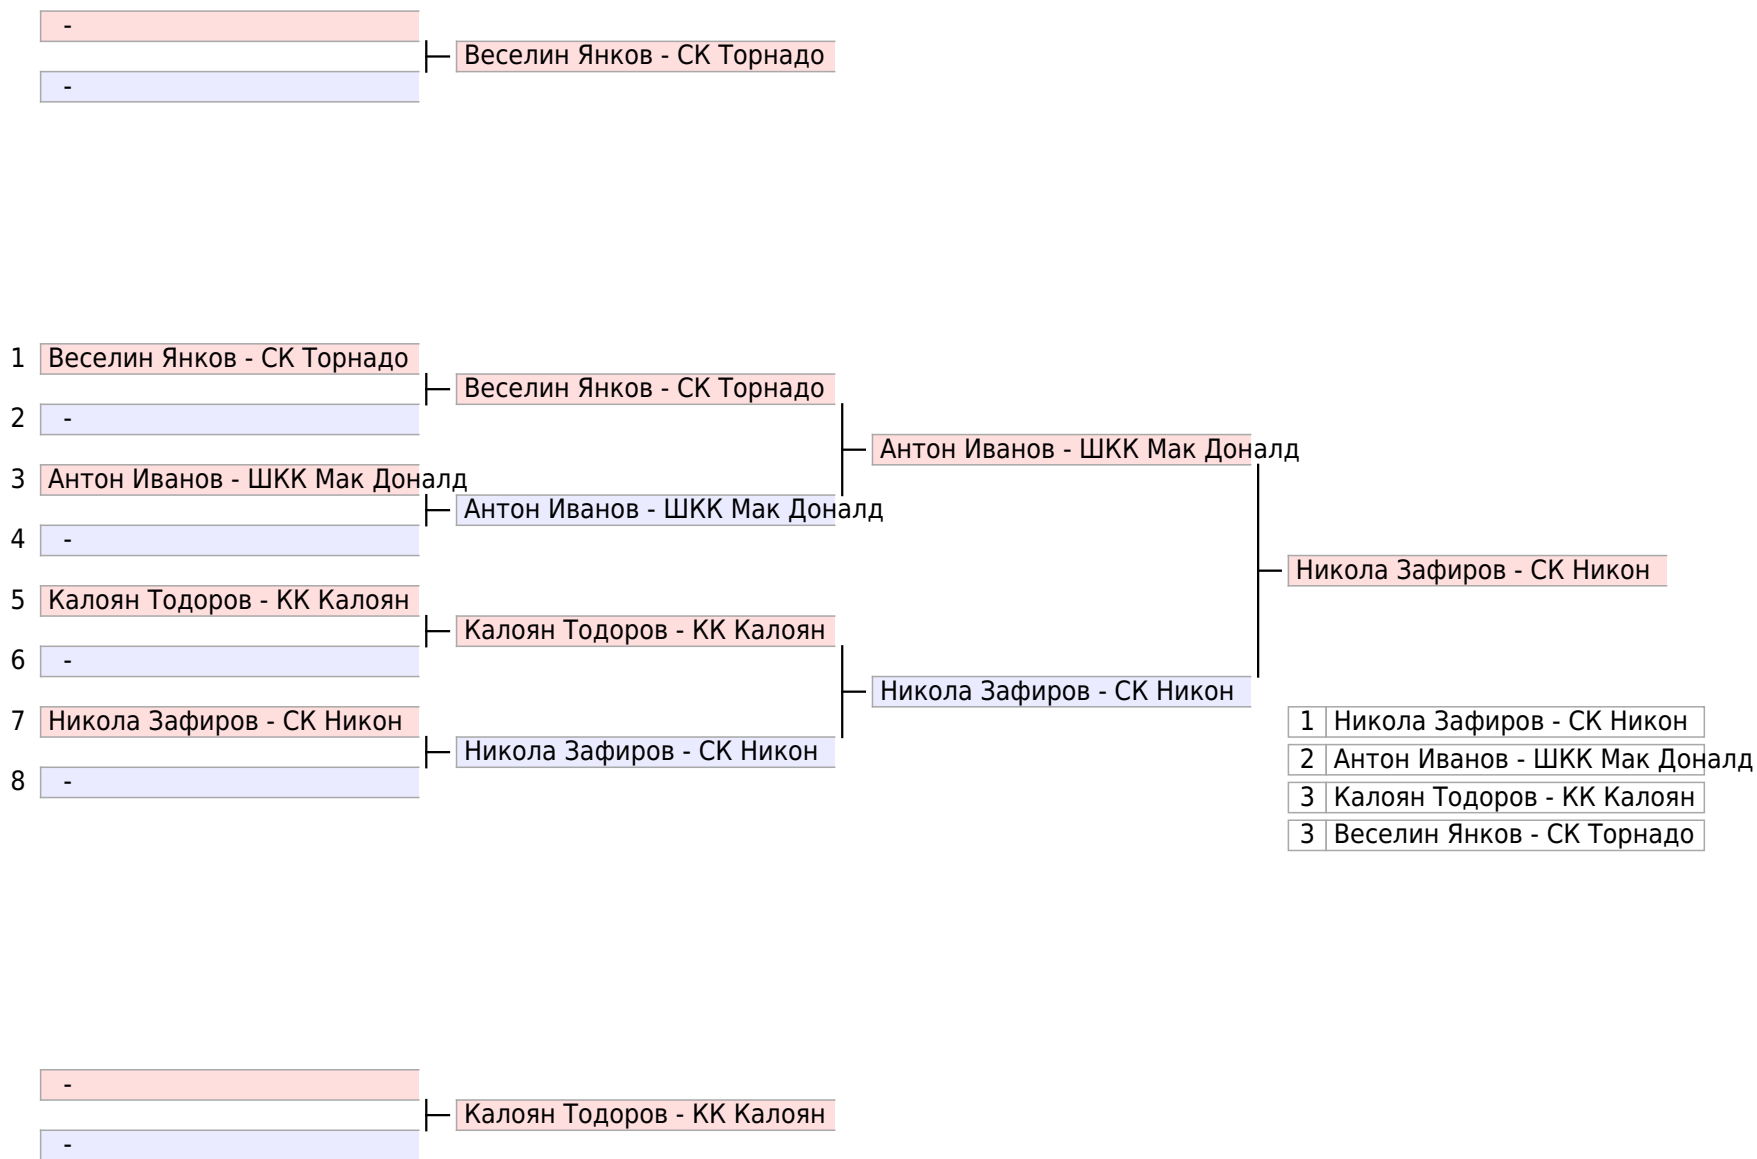 -
Веселин Янков - СК Торнадо
-
1 Веселин Янков - СК Торнадо
Веселин Янков - СК Торнадо
2 -
Антон Иванов - ШКК Мак Доналд
3 Антон Иванов - ШКК Мак Доналд
Антон Иванов - ШКК Мак Доналд
4 -
Никола Зафиров - СК Никон
5 Калоян Тодоров - КК Калоян
Калоян Тодоров - КК Калоян
6 -
Никола Зафиров - СК Никон
7 Никола Зафиров - СК Никон
1 Никола Зафиров - СК Никон
Никола Зафиров - СК Никон
2 Антон Иванов - ШКК Мак Доналд
8 -
3 Калоян Тодоров - КК Калоян
3 Веселин Янков - СК Торнадо
-
Калоян Тодоров - КК Калоян
-